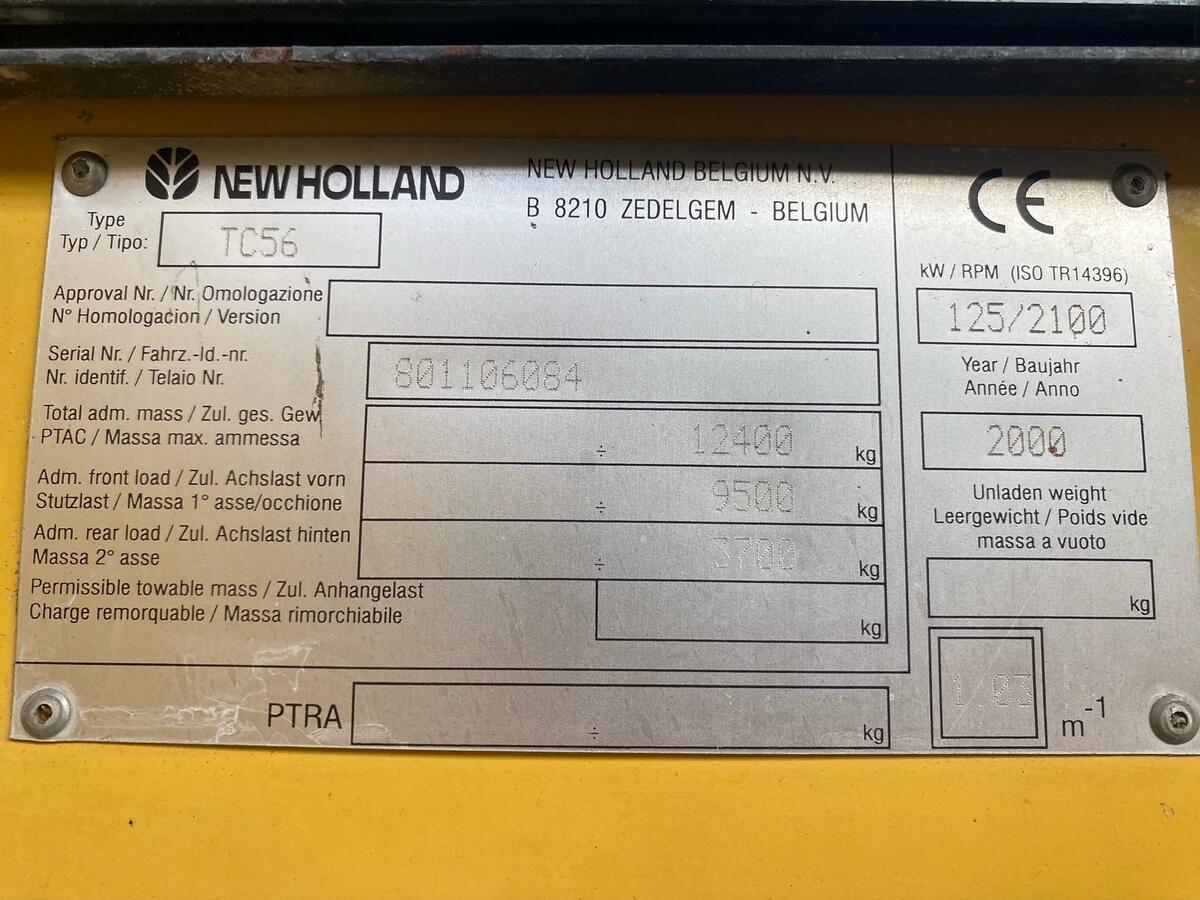 NEW HOLLAND
NEW HOLLAND BELGIUM N.V.
B 8210 ZEDELGEM - BELGIUM
CE
Type
Typ / Tipo:
TC56
kW / RPM (ISO TR14396)
125/2100
Approval Nr. / Nr. Omologazione
N° Homologacion / Version
Serial Nr. / Fahrz.-Id.-nr.
Nr. identif. / Telaio Nr.
801106084
Year / Baujahr
Année / Anno
2000
Total adm. mass / Zul. ges. Gew
PTAC / Massa max. ammessa
÷ 12400 kg
Adm. front load / Zul. Achslast vorn
Stutzlast / Massa 1° asse/occhione
÷ 9500 kg
Unladen weight
Leergewicht / Poids vide
massa a vuoto
kg
Adm. rear load / Zul. Achslast hinten
Massa 2° asse
÷ 3700 kg
Permissible towable mass / Zul. Anhangelast
Charge remorquable / Massa rimorchiabile
kg
PTRA ÷ kg
1.03 m-1